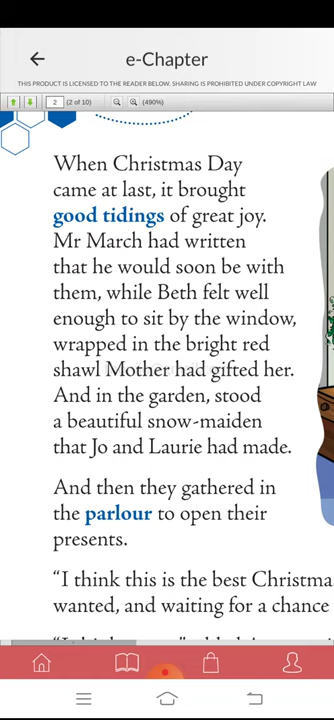 e-Chapter
THIS PRODUCT IS LICENSED TO THE READER BELOW. SHARING IS PROHIBITED UNDER COPYRIGHT LAW
2 (2 of 10) (490%)
When Christmas Day
came at last, it brought
good tidings of great joy.
Mr March had written
that he would soon be with
them, while Beth felt well
enough to sit by the window,
wrapped in the bright red
shawl Mother had gifted her.
And in the garden, stood
a beautiful snow-maiden
that Jo and Laurie had made.
And then they gathered in
the parlour to open their
presents.
“I think this is the best Christma
wanted, and waiting for a chance